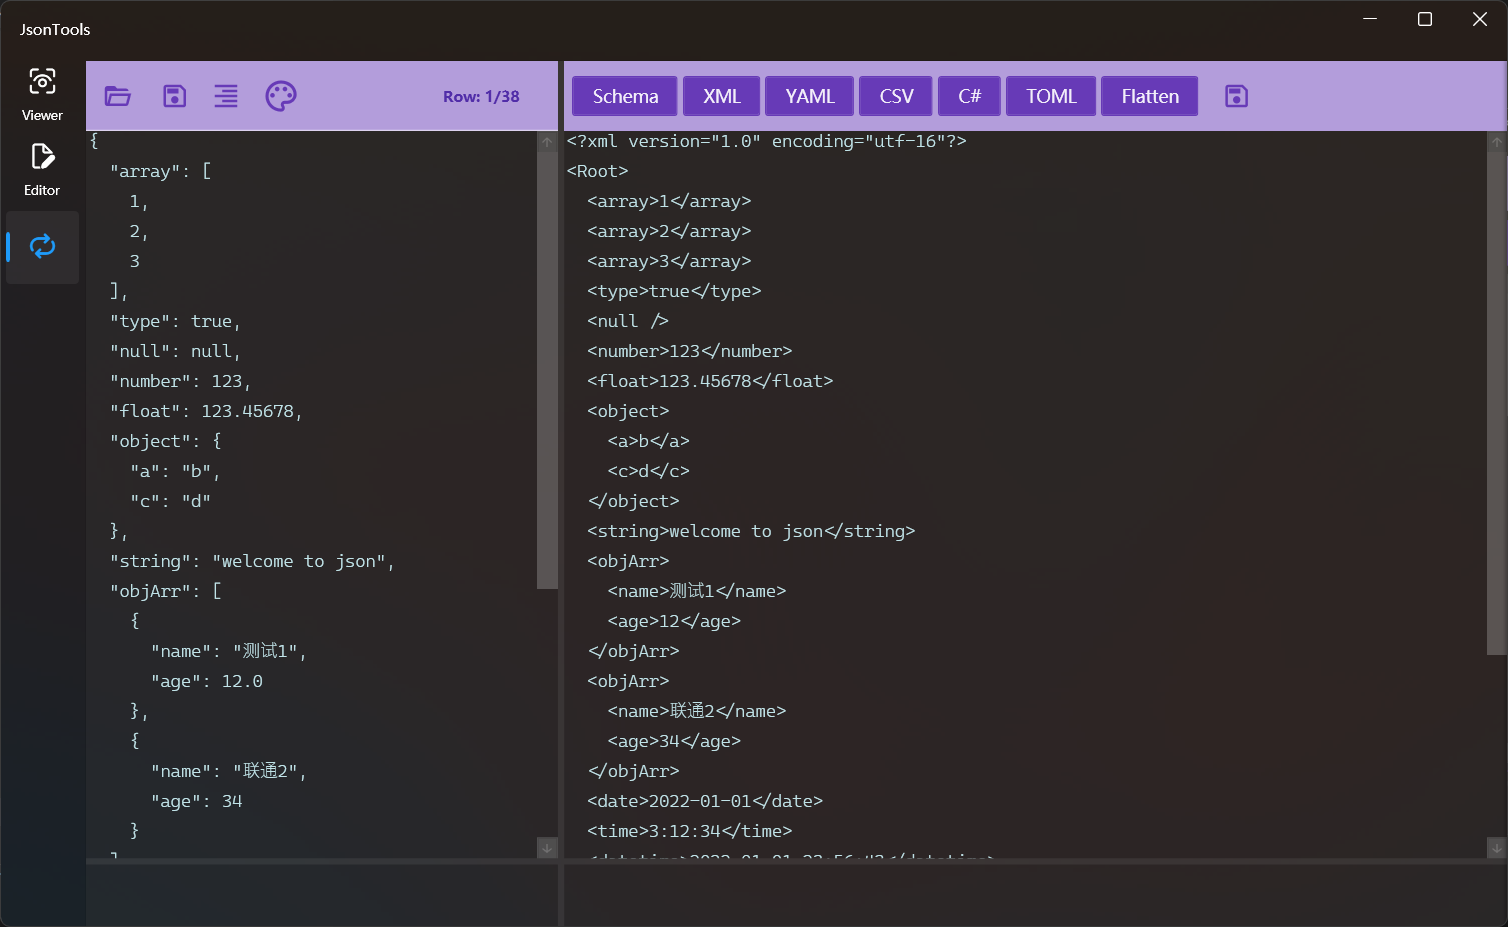 JsonTools
Viewer
Editor
Row: 1/38
{
  "array": [
    1,
    2,
    3
  ],
  "type": true,
  "null": null,
  "number": 123,
  "float": 123.45678,
  "object": {
    "a": "b",
    "c": "d"
  },
  "string": "welcome to json",
  "objArr": [
    {
      "name": "测试1",
      "age": 12.0
    },
    {
      "name": "联通2",
      "age": 34
    }
  ]
Schema XML YAML CSV C# TOML Flatten
<?xml version="1.0" encoding="utf-16"?>
<Root>
  <array>1</array>
  <array>2</array>
  <array>3</array>
  <type>true</type>
  <null />
  <number>123</number>
  <float>123.45678</float>
  <object>
    <a>b</a>
    <c>d</c>
  </object>
  <string>welcome to json</string>
  <objArr>
    <name>测试1</name>
    <age>12</age>
  </objArr>
  <objArr>
    <name>联通2</name>
    <age>34</age>
  </objArr>
  <date>2022-01-01</date>
  <time>3:12:34</time>